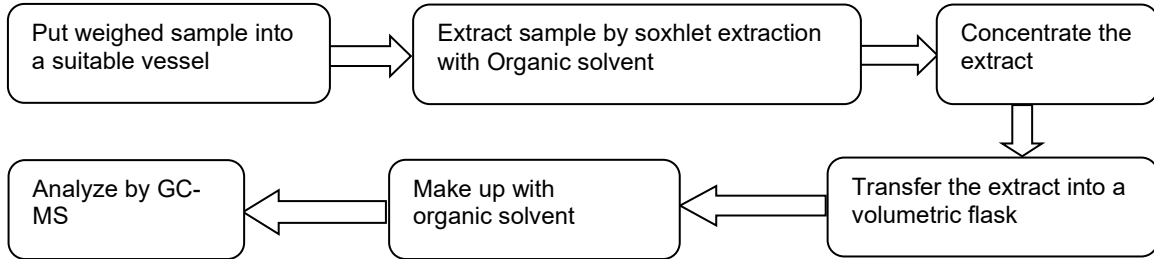 Put weighed sample into
a suitable vessel
Extract sample by soxhlet extraction
with Organic solvent
Concentrate the
extract
Transfer the extract into a
volumetric flask
Make up with
organic solvent
Analyze by GC-
MS